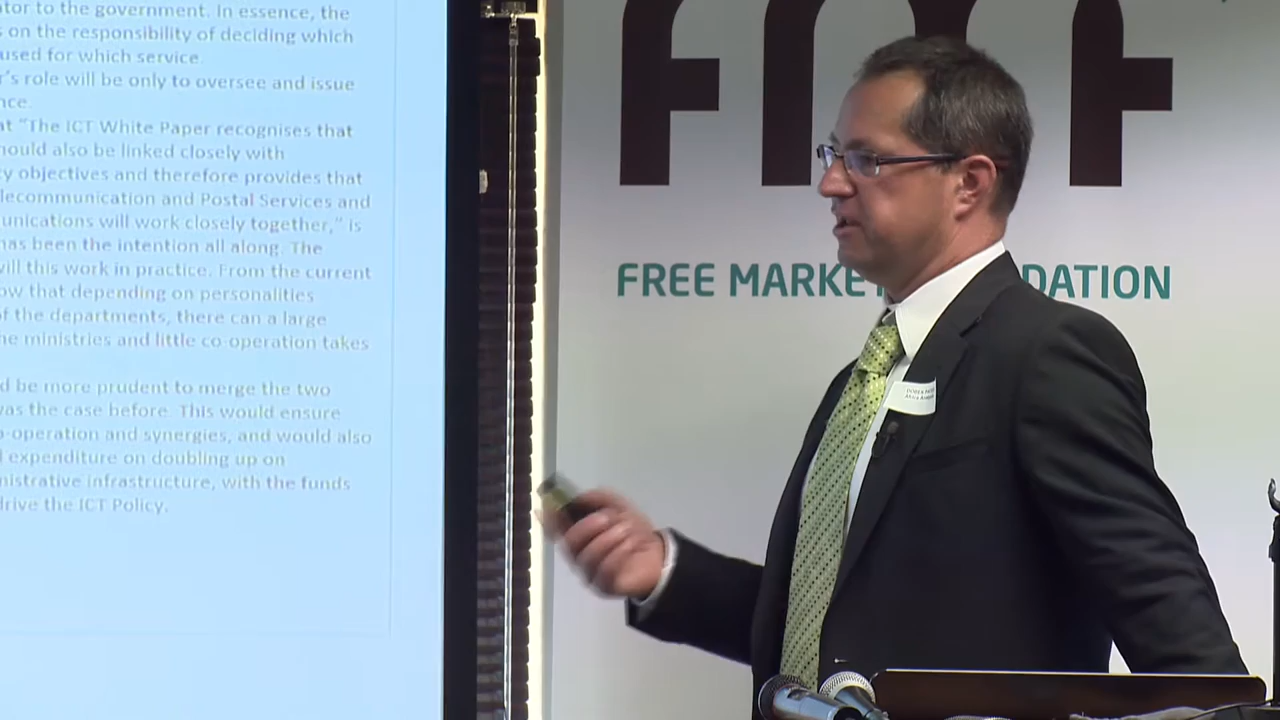 tor to the government. In essence, the
on the responsibility of deciding which
used for which service.
r's role will be only to oversee and issue
nce.
at "The ICT White Paper recognises that
ould also be linked closely with
y objectives and therefore provides that
lecommunication and Postal Services and
unications will work closely together," is
has been the intention all along. The
vill this work in practice. From the current
ow that depending on personalities
of the departments, there can a large
he ministries and little co-operation takes
d be more prudent to merge the two
was the case before. This would ensure
o-operation and synergies, and would also
expenditure on doubling up on
nistrative infrastructure, with the funds
drive the ICT Policy.
FREE MARKE DATION